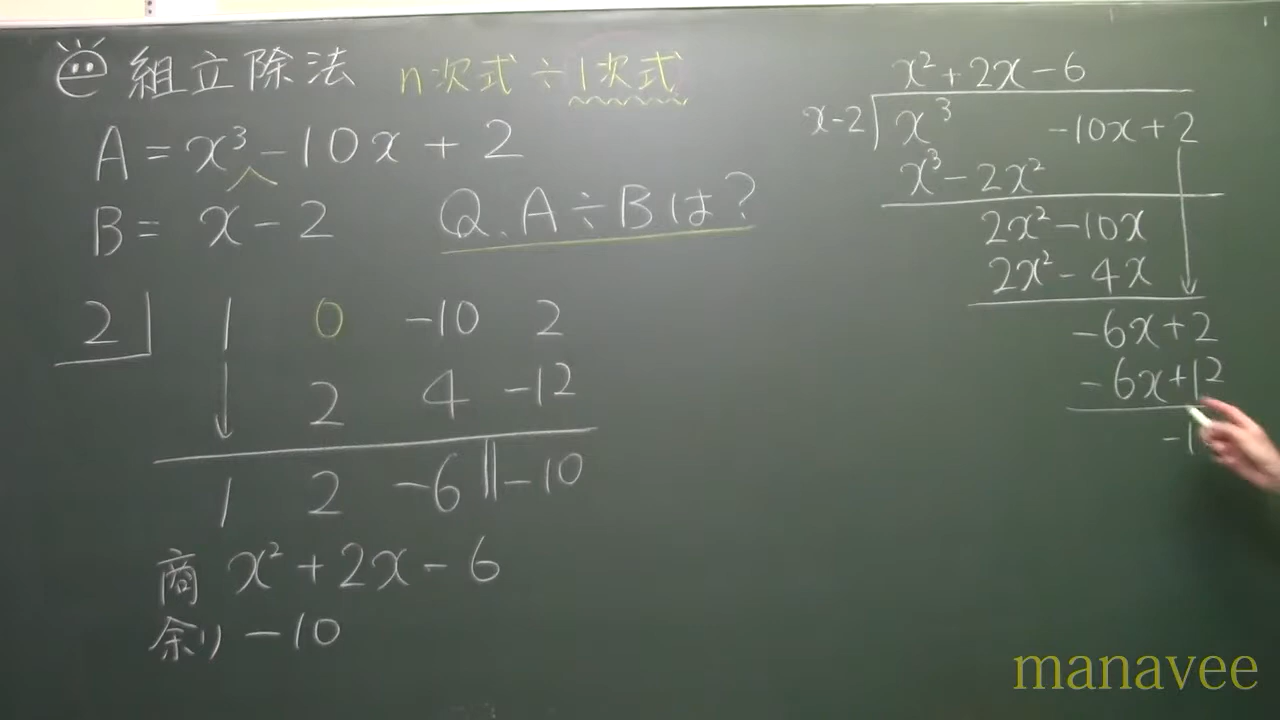 組立除法 n次式÷1次式
A=x³-10x+2
B=x-2 Q.A÷Bは?
2 1 0 -10 2
2 4 -12
1 2 -6 -10
商 x²+2x-6
余り -10
x²+2x-6
x-2 x³ -10x+2
x³-2x²
2x²-10x
2x²-4x
-6x+2
-6x+12
manavee